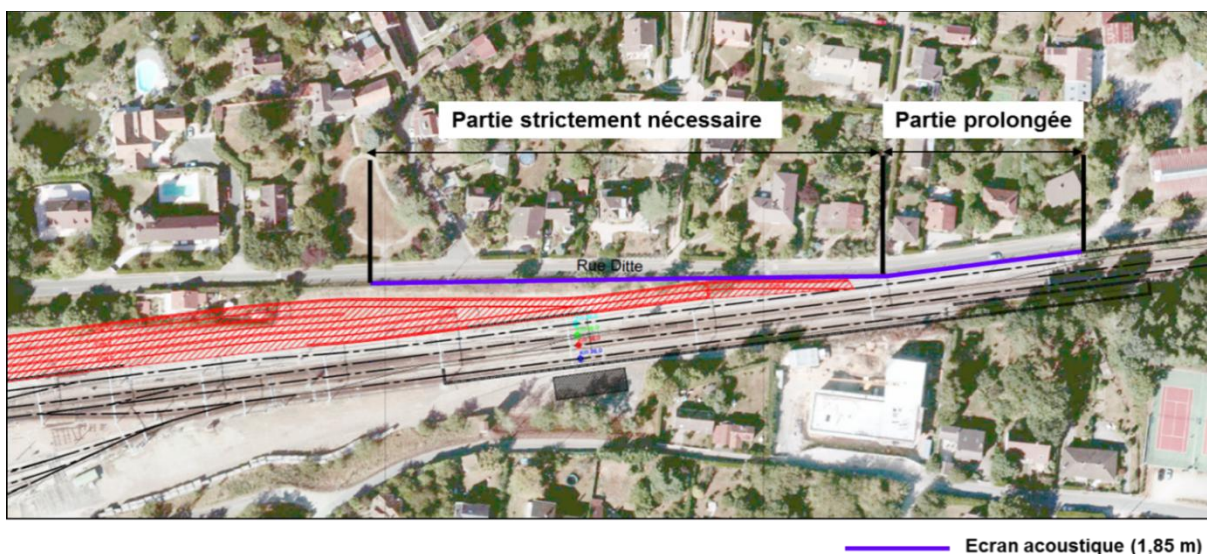 Partie strictement nécessaire
Partie prolongée
Rue Ditte
Ecran acoustique (1,85 m)